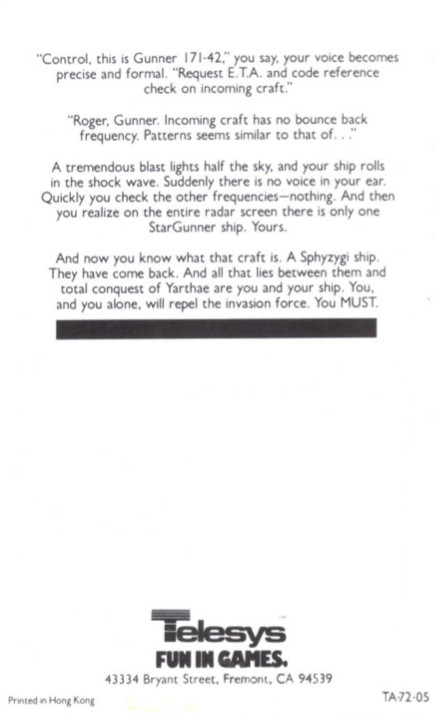 "Control, this is Gunner 171-42," you say, your voice becomes
precise and formal. "Request E.T.A. and code reference
check on incoming craft."
"Roger, Gunner. Incoming craft has no bounce back
frequency. Patterns seems similar to that of. . ."
A tremendous blast lights half the sky, and your ship rolls
in the shock wave. Suddenly there is no voice in your ear.
Quickly you check the other frequencies—nothing. And then
you realize on the entire radar screen there is only one
StarGunner ship. Yours.
And now you know what that craft is. A Sphyzygi ship.
They have come back. And all that lies between them and
total conquest of Yarthae are you and your ship. You,
and you alone, will repel the invasion force. You MUST.
Telesys™
FUN IN GAMES.
43334 Bryant Street, Fremont, CA 94539
Printed in Hong Kong
TA-72-05